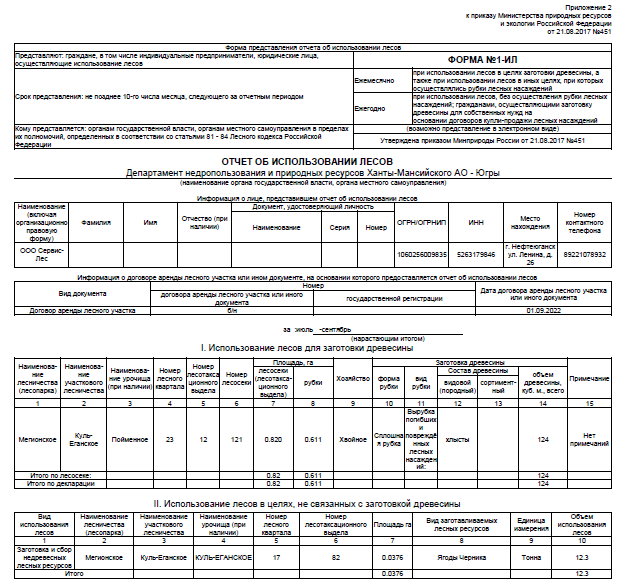 Приложение 2
к приказу Министерства природных ресурсов
и экологии Российской Федерации
от 21.08.2017 №451
Форма представления отчета об использовании лесов
Представляют: граждане, в том числе индивидуальные предприниматели, юридические лица,
осуществляющие использование лесов
ФОРМА №1-ИЛ
Срок представления: не позднее 10-го числа месяца, следующего за отчетным периодом
Ежемесячно
при использовании лесов в целях заготовки древесины, а
также при использовании лесов в иных целях, при которых
осуществлялись рубки лесных насаждений
Ежегодно
при использовании лесов, без осуществления рубки лесных
насаждений; гражданами, осуществляющими заготовку
древесины для собственных нужд на
основании договоров купли-продажи лесных насаждений
Кому представляется: органам государственной власти, органам местного самоуправления в пределах
их полномочий, определенных в соответствии со статьями 81 - 84 Лесного кодекса Российской
Федерации
(возможно представление в электронном виде)
Утверждена приказом Минприроды России от 21.08.2017 №451
ОТЧЕТ ОБ ИСПОЛЬЗОВАНИИ ЛЕСОВ
Департамент недропользования и природных ресурсов Ханты-Мансийского АО - Югры
(наименование органа государственной власти, органа местного самоуправления)
Информация о лице, представившем отчет об использовании лесов
Наименование
(включая
организационно
правовую
форму)
Фамилия
Имя
Отчество (при
наличии)
Документ, удостоверяющий личность
Наименование
Серия
Номер
ОГРН/ОГРНИП
ИНН
Место
нахождения
Номер
контактного
телефона
ООО Сервис-
Лес
1060256009835
5263179846
г. Нефтеюганск
ул. Ленина, д.
26
89221078932
Информация о договоре аренды лесного участка или ином документе, на основании которого предоставляется отчет об использовании лесов
Вид документа
Номер
договора аренды лесного участка или иного
документа
государственной регистрации
Дата договора аренды лесного участка
или иного документа
Договор аренды лесного участка
б/н
01.09.2022
за июль -сентябрь
(нарастающим итогом)
I. Использование лесов для заготовки древесины
Наименова-
ние
лесничества
(лесопарка)
Наименова-
ние
участкового
лесничества
Наименова-
ние урочища
(при наличии)
Номер
лесного
квартала
Номер
лесотакса
ционного
выдела
Номер
лесосеки
Площадь, га
лесосеки
(лесотакса-
ционного
выдела)
рубки
Хозяйство
Заготовка древесины
форма
рубки
вид
рубки
Состав древесины
видовой
(породный)
сортимент-
ный
объем
древесины,
куб. м., всего
Примечание
1 2 3 4 5 6 7 8 9 10 11 12 13 14 15
Мегионское
Куль-
Еганское
Пойменное
23
12
121
0.820
0.611
Хвойное
Сплошна
я рубка
Вырубка
погибших
и
поврежд
ённых
лесных
насажден
ий:
хлысты
124
Нет
примечаний
Итого по лесосеке: 0.82 0.611 124
Итого по декларации 0.82 0.611 124
II. Использование лесов в целях, не связанных с заготовкой древесины
Вид
использования
лесов
Наименование
лесничества
(лесопарка)
Наименование
участкового
лесничества
Наименование
урочища (при
наличии)
Номер
лесного
квартала
Номер
лесотаксационного
выдела
Площадь га
Вид заготавливаемых
лесных ресурсов
Единица
измерения
Объем
использования
лесов
1 2 3 4 5 6 7 8 9 10
Заготовка и сбор
недревесных
лесных ресурсов
Мегионское
Куль-Еганское
КУЛЬ-ЕГАНСКОЕ
17
82
0.0376
Ягоды Черника
Тонна
12.3
Итого 0.0376 12.3